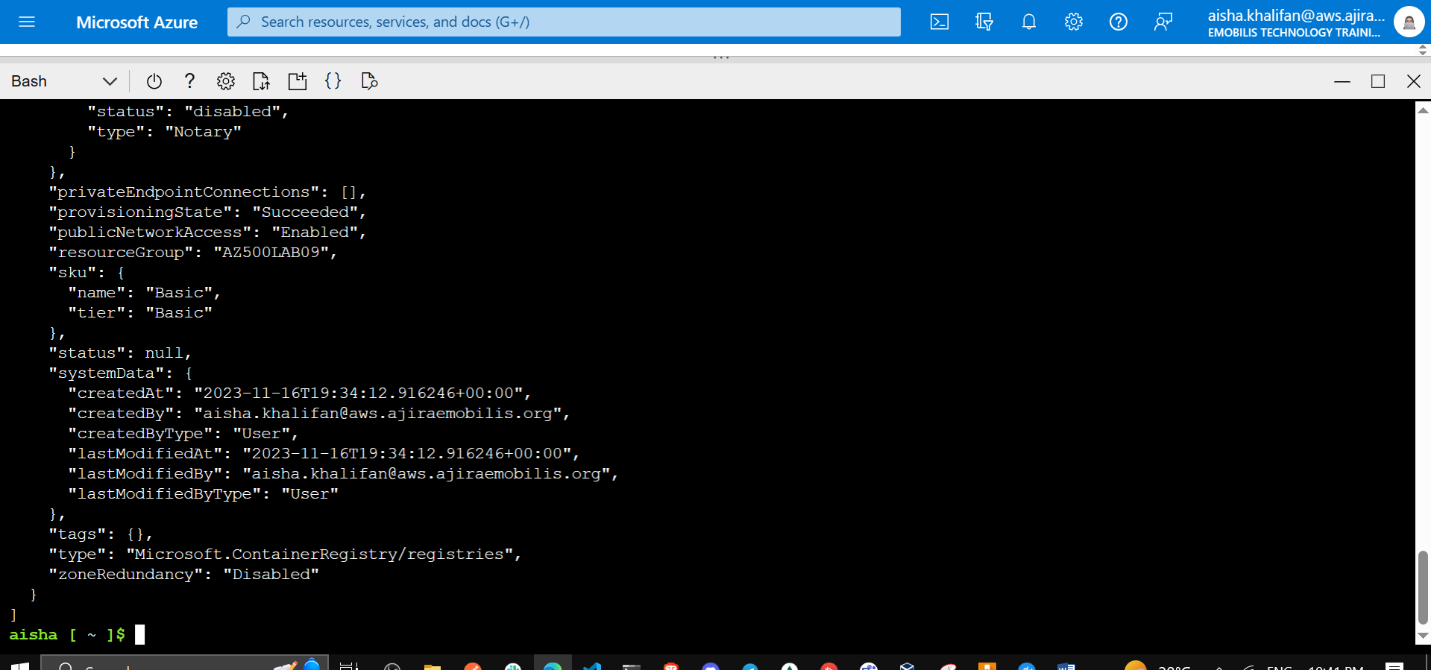 Microsoft Azure
Search resources, services, and docs (G+/)
aisha.khalifan@aws.ajira...
EMOBILIS TECHNOLOGY TRAINI...
Bash
"status": "disabled",
"type": "Notary"
}
},
"privateEndpointConnections": [],
"provisioningState": "Succeeded",
"publicNetworkAccess": "Enabled",
"resourceGroup": "AZ500LAB09",
"sku": {
"name": "Basic",
"tier": "Basic"
},
"status": null,
"systemData": {
"createdAt": "2023-11-16T19:34:12.916246+00:00",
"createdBy": "aisha.khalifan@aws.ajiraemobilis.org",
"createdByType": "User",
"lastModifiedAt": "2023-11-16T19:34:12.916246+00:00",
"lastModifiedBy": "aisha.khalifan@aws.ajiraemobilis.org",
"lastModifiedByType": "User"
},
"tags": {},
"type": "Microsoft.ContainerRegistry/registries",
"zoneRedundancy": "Disabled"
}
]
aisha [ ~ ]$